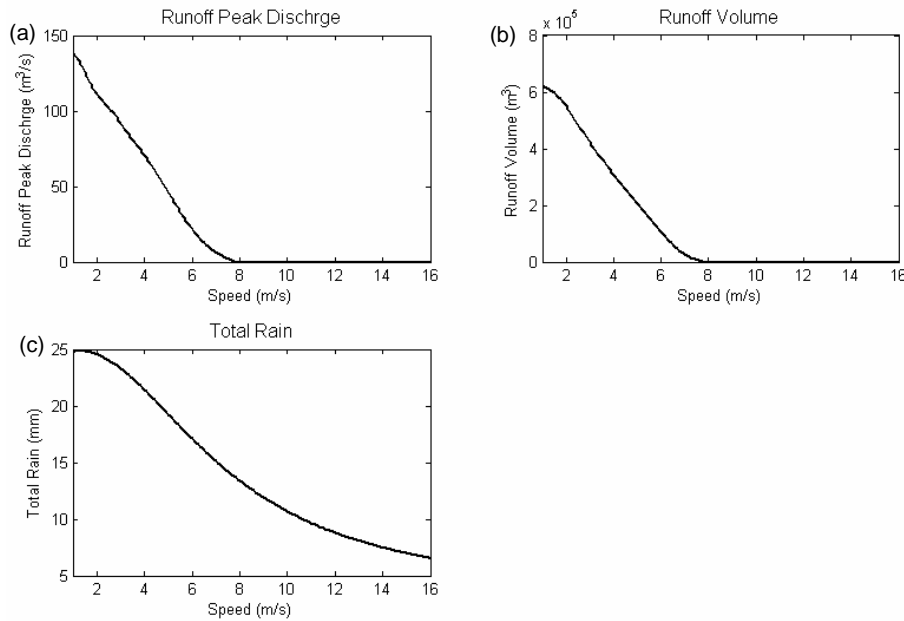 (a)
Runoff Peak Dischrge
150
100
50
0
Runoff Peak Dischrge (m³/s)
2 4 6 8 10 12 14 16
Speed (m/s)
(b)
Runoff Volume
x 10⁵
8
6
4
2
0
Runoff Volume (m³)
2 4 6 8 10 12 14 16
Speed (m/s)
(c)
Total Rain
25
20
15
10
5
Total Rain (mm)
2 4 6 8 10 12 14 16
Speed (m/s)